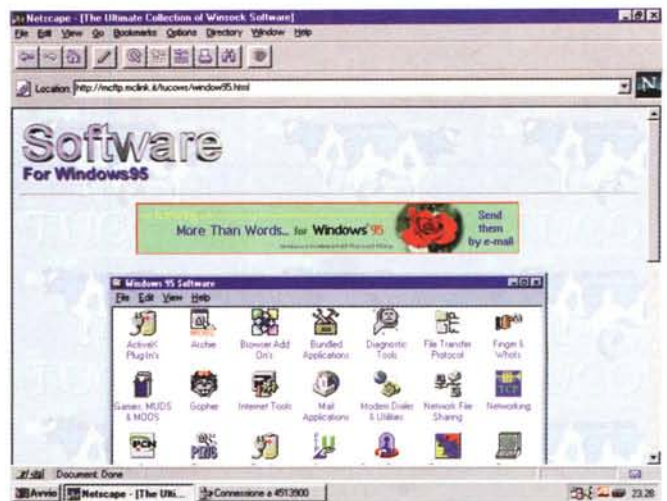 Netscape - [The Ultimate Collection of Winsock Software]
File Edit View Go Bookmarks Options Directory Window Help
Location: http://mcftp.mclink.it/tucows/window95.html
N
Software
For Windows95
More Than Words... for Windows'95
Send
them
by e-mail
Windows 95 Software
File Edit View Help
ActiveX
Plug-In's
Archie
Browser Add
On's
Bundled
Applications
Diagnostic
Tools
File Transfer
Protocol
Finger &
WhoIs
Games, MUDS
& MOOS
Gopher
Internet Tools
Mail
Applications
Modem Dialer
& Utilities
Network File
Sharing
TCP
Networking
PCN
PING
Document: Done
Avvio
Netscape - [The Ulti...
Connessione a 4513900
23.28